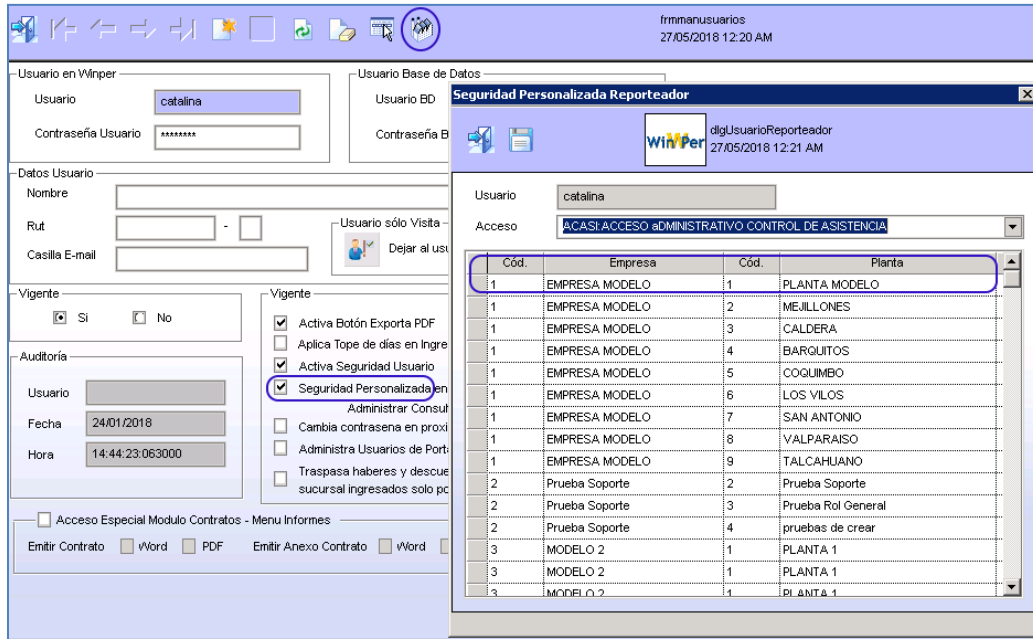 frmmanusuarios
27/05/2018 12:20 AM
Usuario en Winper
Usuario
catalina
Contraseña Usuario
********
Usuario Base de Datos
Usuario BD
Contraseña B
Datos Usuario
Nombre
Rut
-
Casilla E-mail
Usuario sólo Visita
Dejar al usu
Vigente
Si
No
Auditoría
Usuario
Fecha
24/01/2018
Hora
14:44:23:063000
Vigente
Activa Botón Exporta PDF
Aplica Tope de días en Ingre
Activa Seguridad Usuario
Seguridad Personalizada en
Administrar Consul
Cambia contrasena en proxi
Administra Usuarios de Port
Traspasa haberes y descue
sucursal ingresados solo po
Acceso Especial Modulo Contratos - Menu Informes
Emitir Contrato Word PDF Emitir Anexo Contrato Word
Seguridad Personalizada Reporteador
WinPer
dlgUsuarioReporteador
27/05/2018 12:21 AM
Usuario
catalina
Acceso
ACASI:ACCESO aDMINISTRATIVO CONTROL DE ASISTENCIA
Cód. Empresa Cód. Planta
1 EMPRESA MODELO 1 PLANTA MODELO
1 EMPRESA MODELO 2 MEJILLONES
1 EMPRESA MODELO 3 CALDERA
1 EMPRESA MODELO 4 BARQUITOS
1 EMPRESA MODELO 5 COQUIMBO
1 EMPRESA MODELO 6 LOS VILOS
1 EMPRESA MODELO 7 SAN ANTONIO
1 EMPRESA MODELO 8 VALPARAISO
1 EMPRESA MODELO 9 TALCAHUANO
2 Prueba Soporte 2 Prueba Soporte
2 Prueba Soporte 3 Prueba Rol General
2 Prueba Soporte 4 pruebas de crear
3 MODELO 2 1 PLANTA 1
3 MODELO 2 1 PLANTA 1
3 MODELO 2 1 PLANTA 1